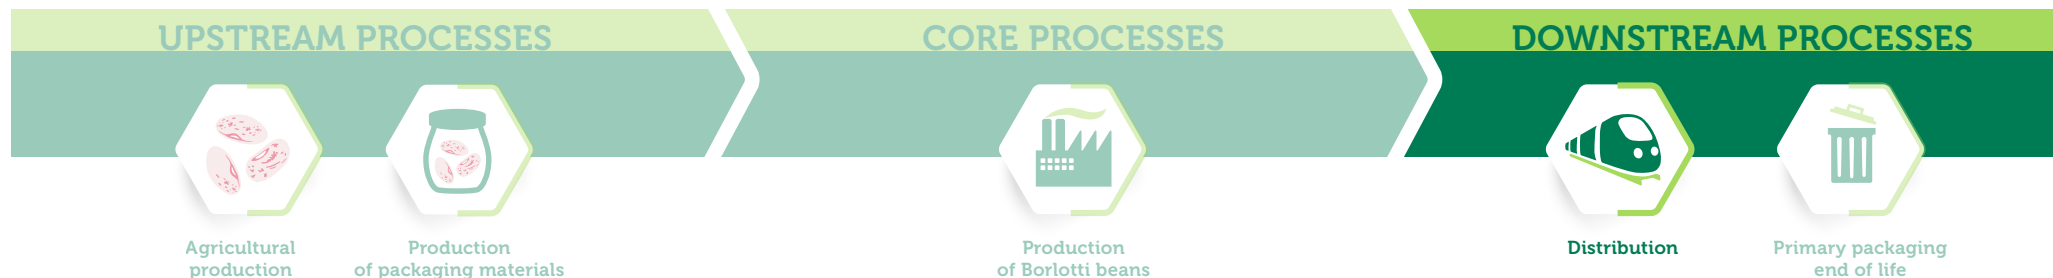 UPSTREAM PROCESSES
CORE PROCESSES
DOWNSTREAM PROCESSES
Agricultural
production
Production
of packaging materials
Production
of Borlotti beans
Distribution
Primary packaging
end of life